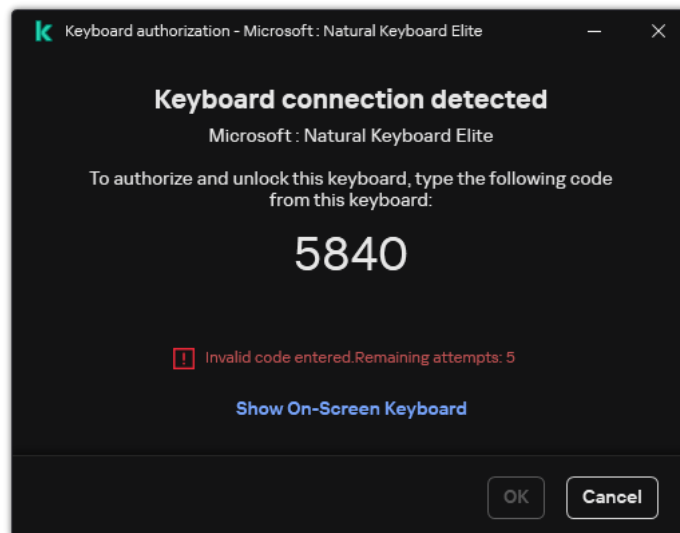 Keyboard authorization - Microsoft : Natural Keyboard Elite
Keyboard connection detected
Microsoft : Natural Keyboard Elite
To authorize and unlock this keyboard, type the following code
from this keyboard:
5840
Invalid code entered.Remaining attempts: 5
Show On-Screen Keyboard
OK
Cancel